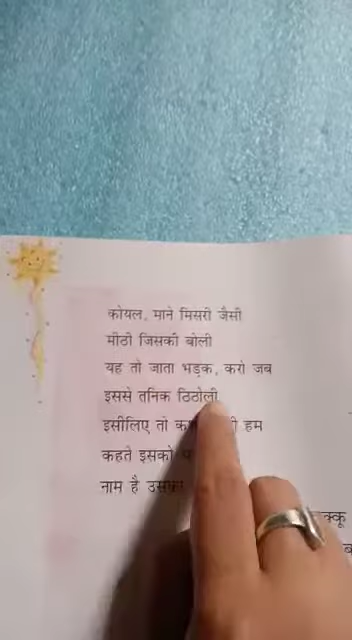 कोयल, माने मिसरी जैसी
मीठी जिसकी बोली
यह तो जाता भड़क, करो जब
इससे तनिक ठिठोली
इसीलिए तो हम
कहते इसको
नाम है उसका